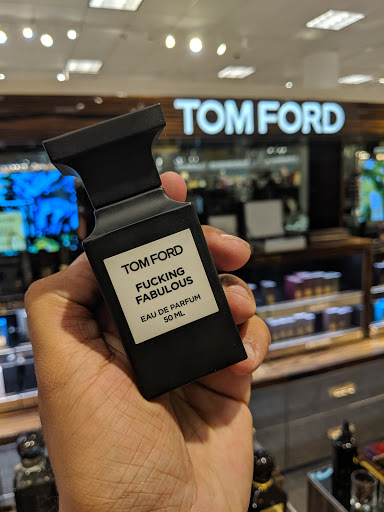 TOM FORD
TOM FORD
FUCKING
FABULOUS
EAU DE PARFUM
50 ML